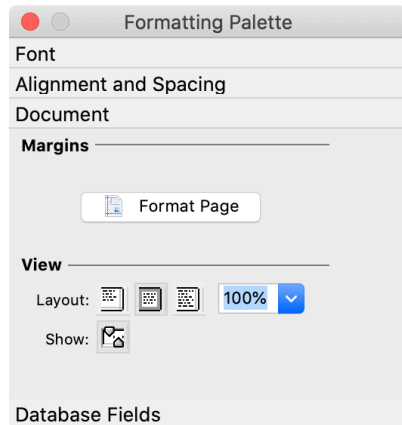 Formatting Palette
Font
Alignment and Spacing
Document
Margins
Format Page
View
Layout: 100%
Show:
Database Fields